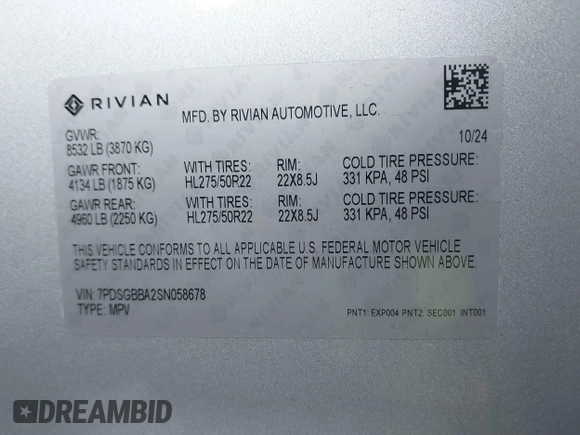 RIVIAN
MFD. BY RIVIAN AUTOMOTIVE, LLC.
GVWR:
8532 LB (3870 KG)
10/24
GAWR FRONT: WITH TIRES: RIM: COLD TIRE PRESSURE:
4134 LB (1875 KG) HL275/50R22 22X8.5J 331 KPA, 48 PSI
GAWR REAR: WITH TIRES: RIM: COLD TIRE PRESSURE:
4960 LB (2250 KG) HL275/50R22 22X8.5J 331 KPA, 48 PSI
THIS VEHICLE CONFORMS TO ALL APPLICABLE U.S. FEDERAL MOTOR VEHICLE
SAFETY STANDARDS IN EFFECT ON THE DATE OF MANUFACTURE SHOWN ABOVE.
VIN: 7PDSGBBA2SN058678
TYPE: MPV
PNT1: EXP004 PNT2: SEC001 INT001
DREAMBID